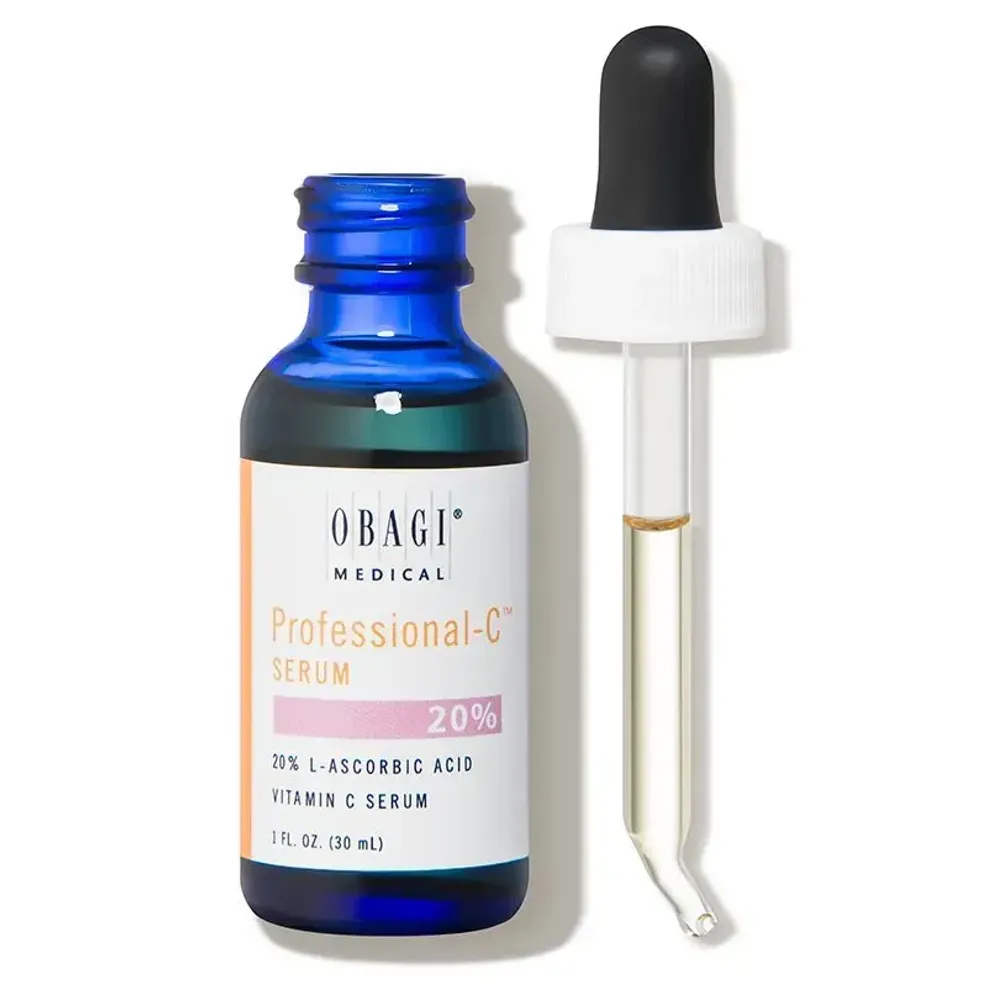 OBAGI®
MEDICAL
Professional-C™
SERUM
20%
20% L-ASCORBIC ACID
VITAMIN C SERUM
1 FL. OZ. (30 mL)